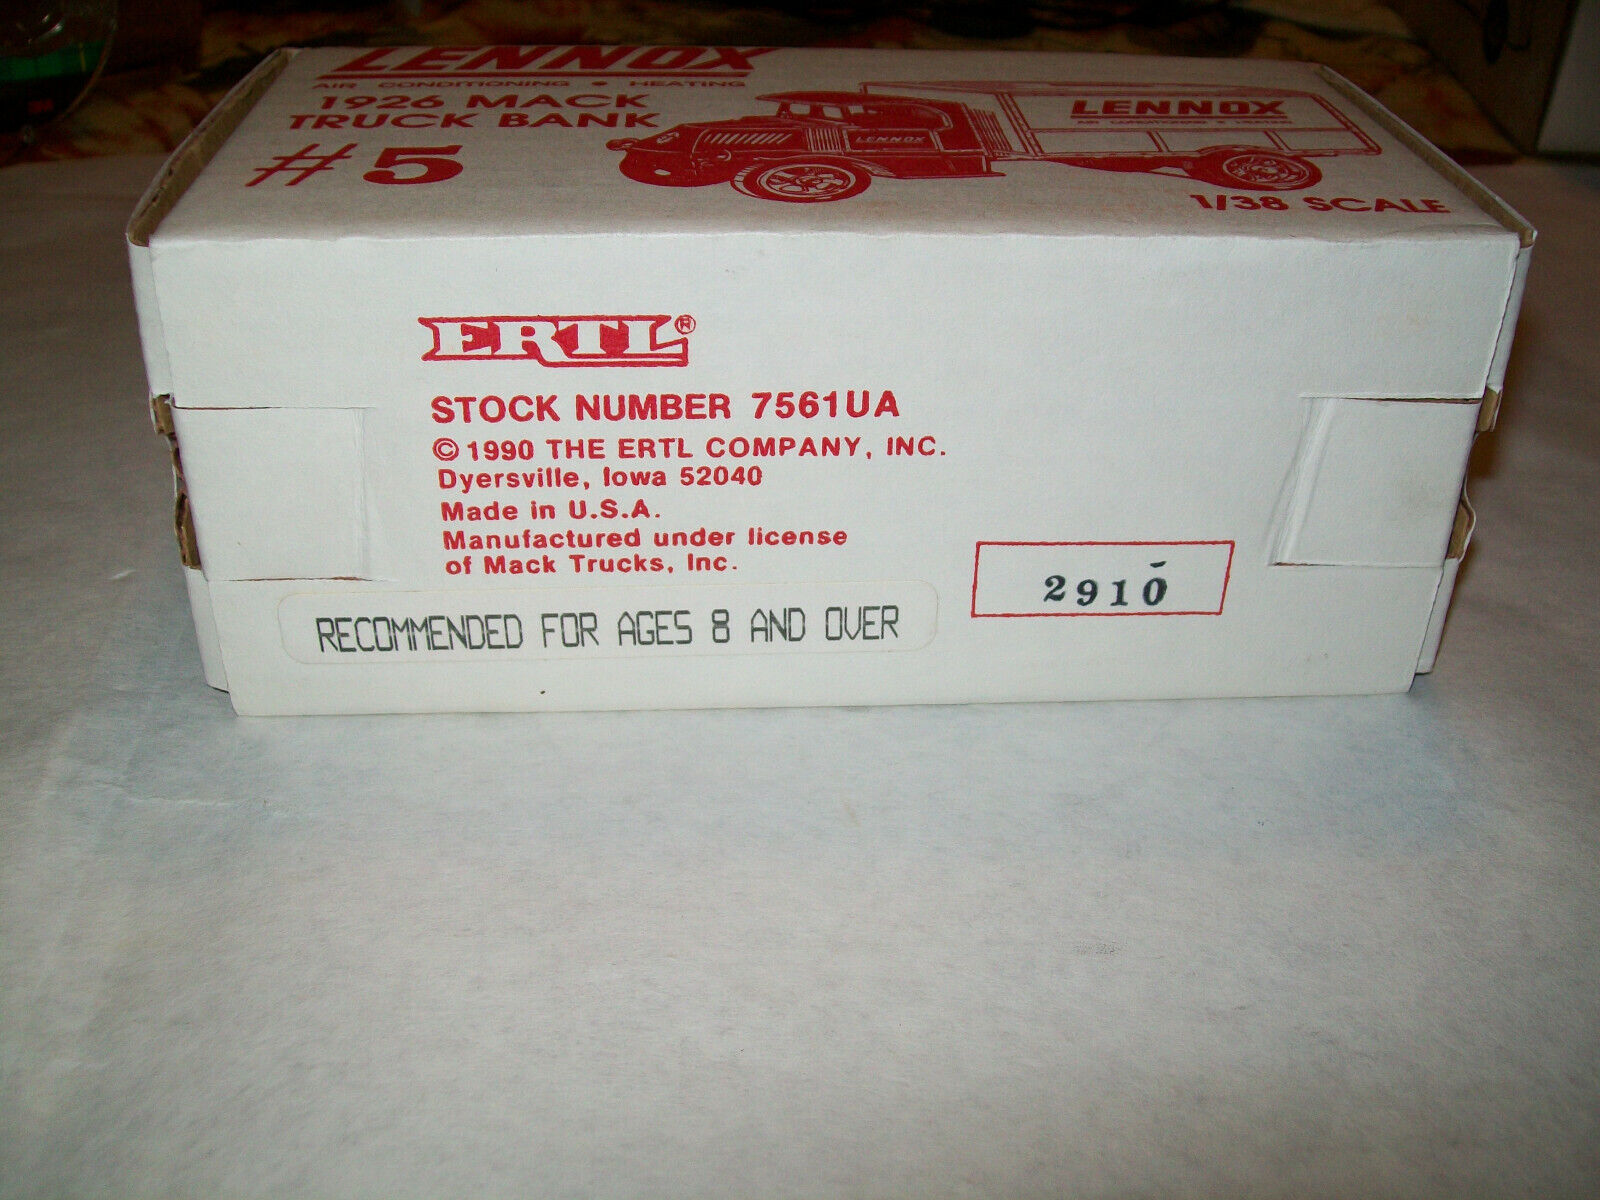 LENNOX
AIR CONDITIONING • HEATING
1926 MACK
TRUCK BANK
#5
LENNOX
LENNOX
1/38 SCALE
ERTL®
STOCK NUMBER 7561UA
© 1990 THE ERTL COMPANY, INC.
Dyersville, Iowa 52040
Made in U.S.A.
Manufactured under license
of Mack Trucks, Inc.
2910
RECOMMENDED FOR AGES 8 AND OVER